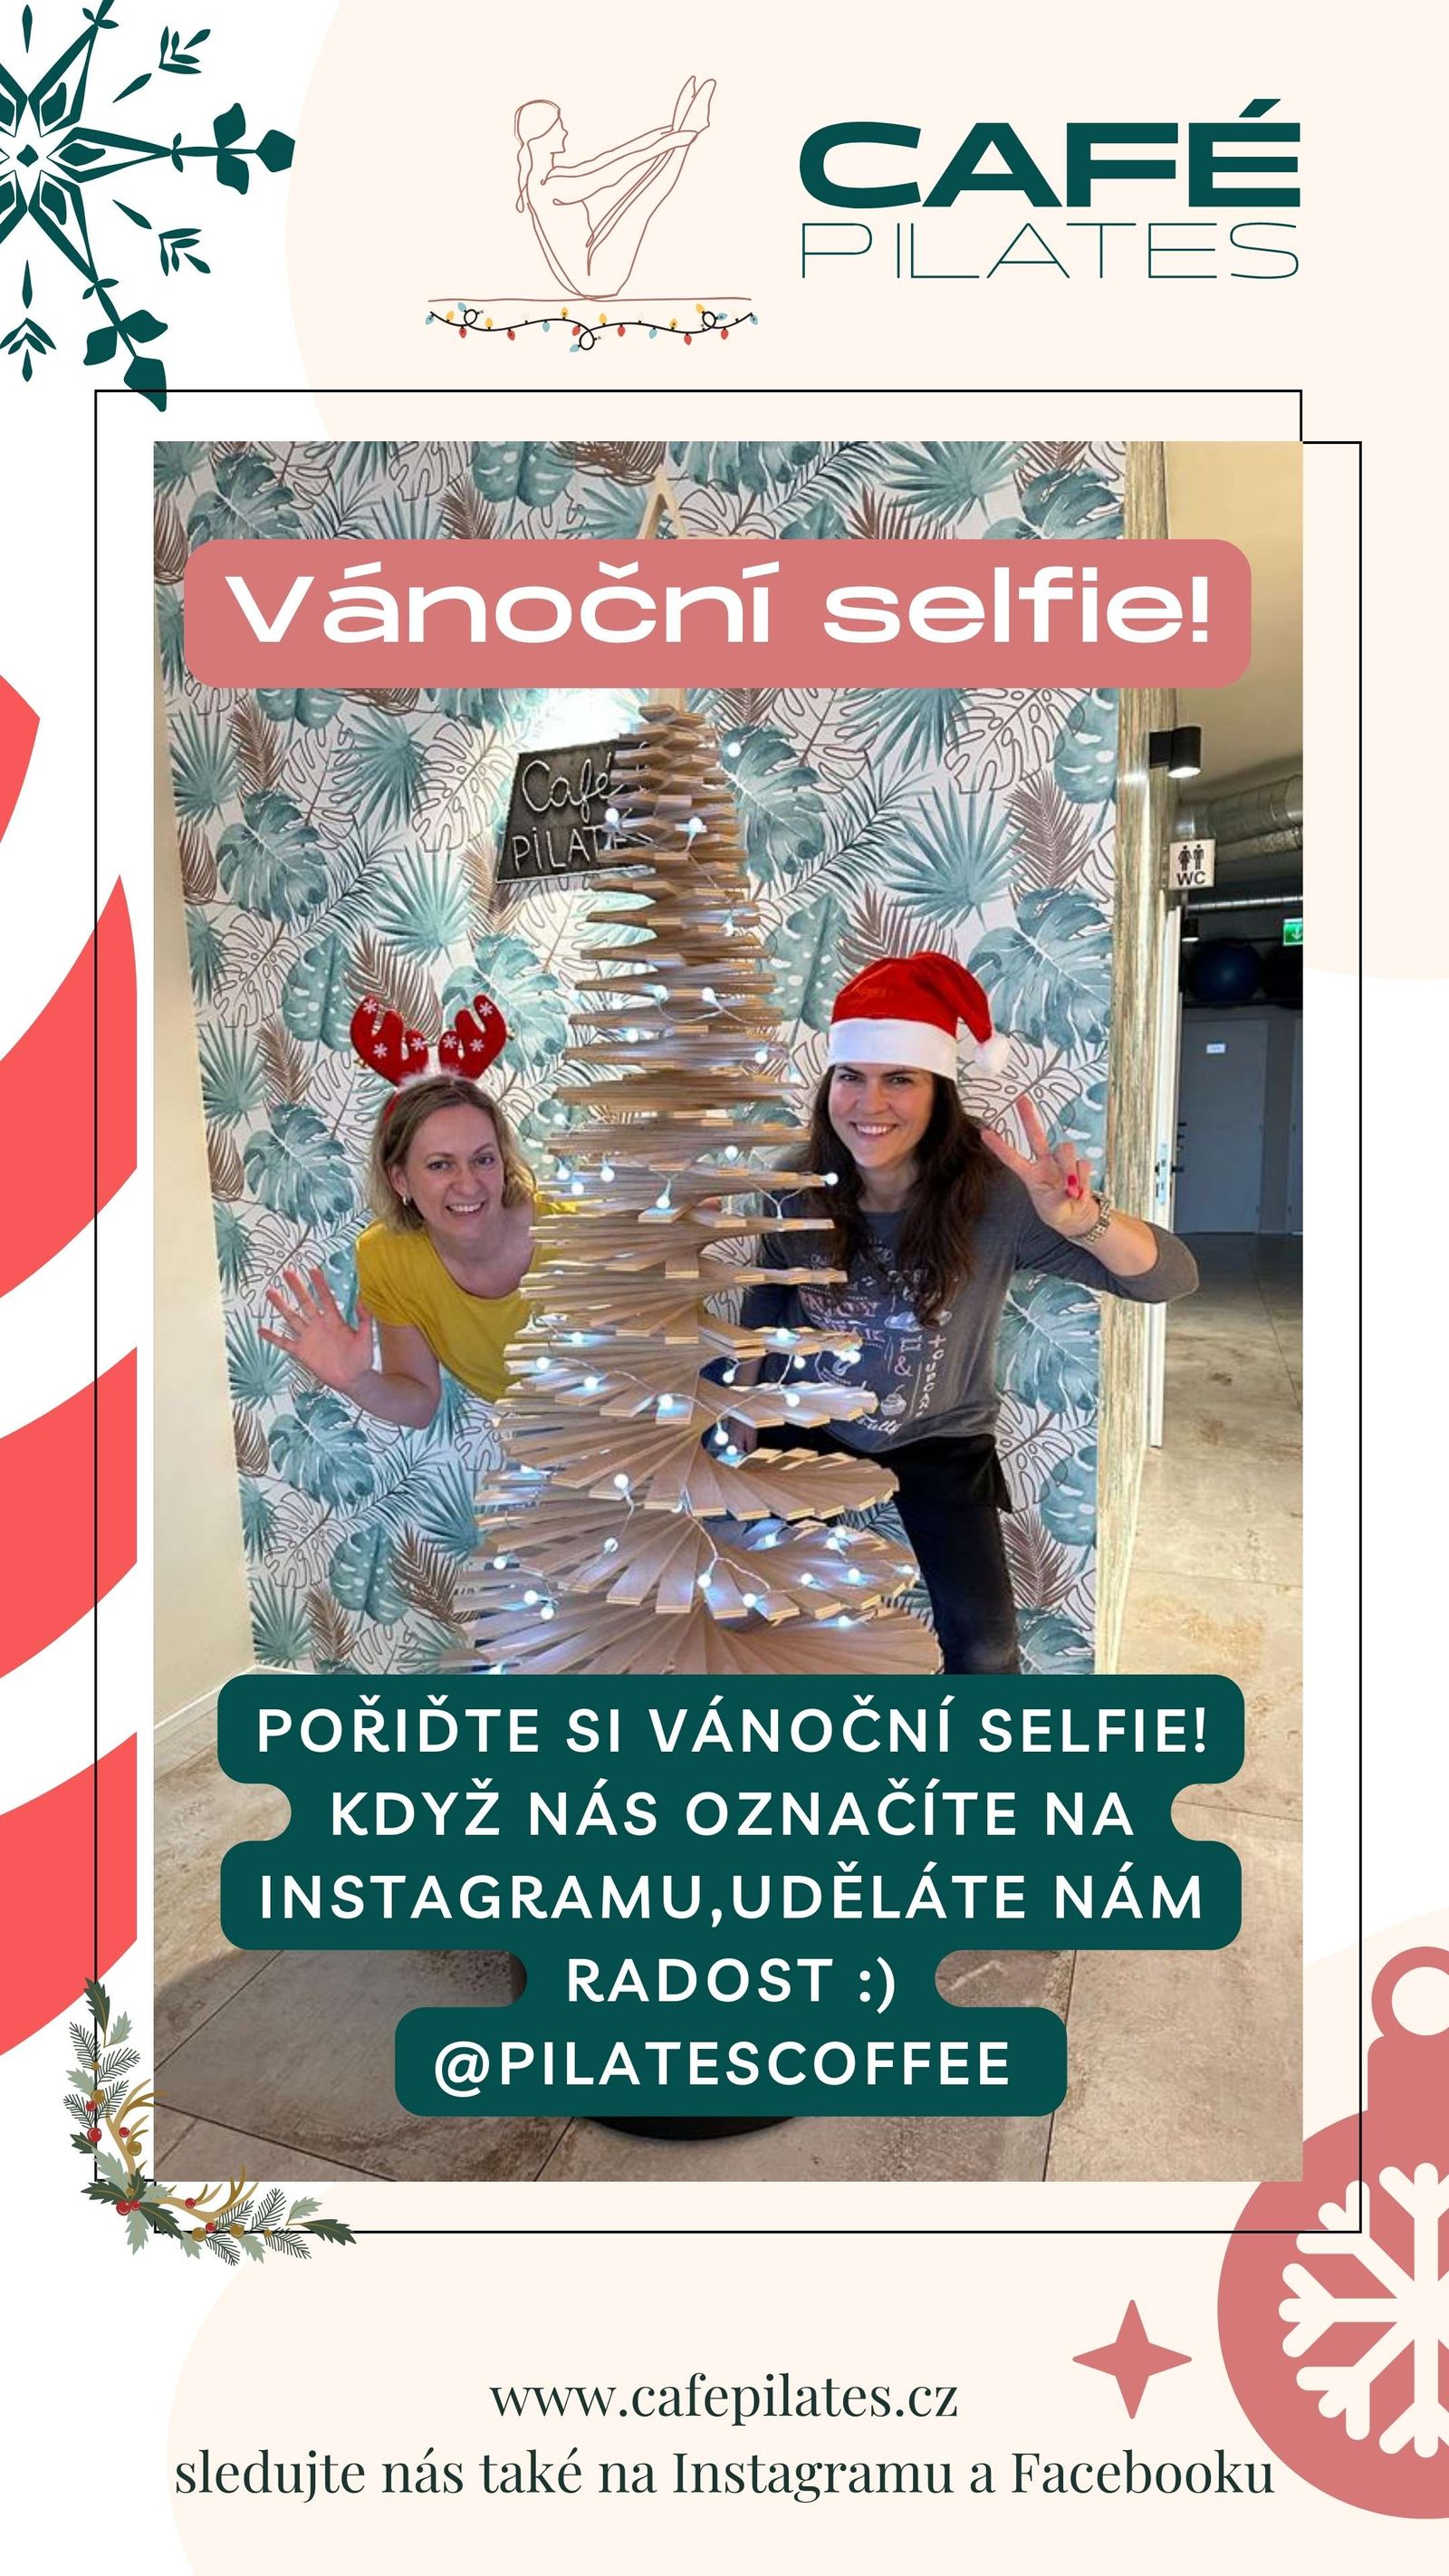 CAFÉ
PILATES
Vánoční selfie!
Café
PILATE
WC
POŘIĎTE SI VÁNOČNÍ SELFIE!
KDYŽ NÁS OZNAČÍTE NA
INSTAGRAMU,UDĚLÁTE NÁM
RADOST :)
@PILATESCOFFEE
www.cafepilates.cz
sledujte nás také na Instagramu a Facebooku